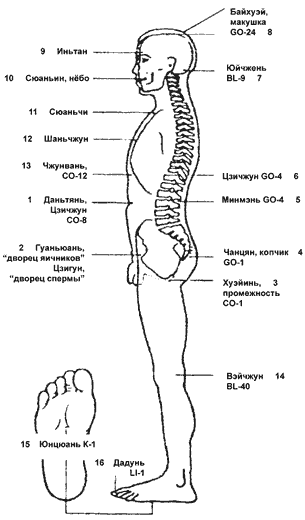 Байхуэй,
макушка
GO-24 8
9 Иньтан
10 Сюаньин, нёбо
Юйчжень
BL-9 7
11 Сюаньчи
12 Шаньчжун
13 Чжунвань,
CO-12
Цзичжун GO-4 6
1 Даньтянь,
Цзичжун
CO-8
Минмэнь GO-4 5
2 Гуаньюань,
“дворец яичников”
Цзигун,
“дворец спермы”
Чанцян, копчик 4
GO-1
Хуэйинь, 3
промежность
CO-1
Вэйчжун 14
BL-40
15 Юнцюань К-1
16 Дадунь
LI-1